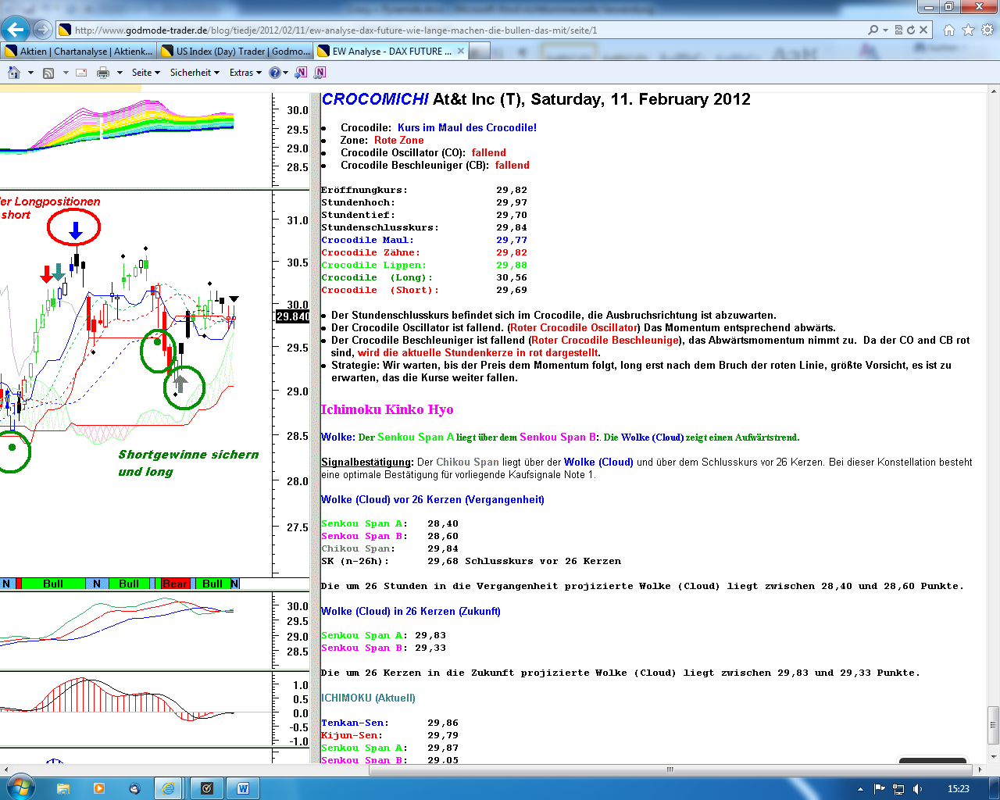 http://www.godmode-trader.de/blog/tiedje/2012/02/11/ew-analyse-dax-future-wie-lange-machen-die-bullen-das-mit/seite/1
Aktien | Chartanalyse | Aktienk...
US Index (Day) Trader | Godmo...
EW Analyse - DAX FUTURE ...
Seite
Sicherheit
Extras
30.0
29.5
29.0
28.5
er Longpositionen
short
31.0
30.5
30.0
29.840
29.5
29.0
28.5
28.0
27.5
Shortgewinne sichern
und long
N
Bull
N
Bull
Bear
Bull
N
30.0
29.5
29.0
28.5
1.0
0.5
0.0
-0.5
-1.0
CROCOMICHI At&t Inc (T), Saturday, 11. February 2012
• Crocodile: Kurs im Maul des Crocodile!
• Zone: Rote Zone
• Crocodile Oscillator (CO): fallend
• Crocodile Beschleuniger (CB): fallend
Eröffnungkurs: 29,82
Stundenhoch: 29,97
Stundentief: 29,70
Stundenschlusskurs: 29,84
Crocodile Maul: 29,77
Crocodile Zähne: 29,82
Crocodile Lippen: 29,88
Crocodile (Long): 30,56
Crocodile (Short): 29,69
• Der Stundenschlusskurs befindet sich im Crocodile, die Ausbruchsrichtung ist abzuwarten.
• Der Crocodile Oscillator ist fallend. (Roter Crocodile Oscillator) Das Momentum entsprechend abwärts.
• Der Crocodile Beschleuniger ist fallend (Roter Crocodile Beschleunige), das Abwärtsmomentum nimmt zu. Da der CO and CB rot
sind, wird die aktuelle Stundenkerze in rot dargestellt.
• Strategie: Wir warten, bis der Preis dem Momentum folgt, long erst nach dem Bruch der roten Linie, größte Vorsicht, es ist zu
erwarten, das die Kurse weiter fallen.
Ichimoku Kinko Hyo
Wolke: Der Senkou Span A liegt über dem Senkou Span B:. Die Wolke (Cloud) zeigt einen Aufwärtstrend.
Signalbestätigung: Der Chikou Span liegt über der Wolke (Cloud) und über dem Schlusskurs vor 26 Kerzen. Bei dieser Konstellation besteht
eine optimale Bestätigung für vorliegende Kaufsignale Note 1.
Wolke (Cloud) vor 26 Kerzen (Vergangenheit)
Senkou Span A: 28,40
Senkou Span B: 28,60
Chikou Span: 29,84
SK (n-26h): 29,68 Schlusskurs vor 26 Kerzen
Die um 26 Stunden in die Vergangenheit projizierte Wolke (Cloud) liegt zwischen 28,40 und 28,60 Punkte.
Wolke (Cloud) in 26 Kerzen (Zukunft)
Senkou Span A: 29,83
Senkou Span B: 29,33
Die um 26 Kerzen in die Zukunft projizierte Wolke (Cloud) liegt zwischen 29,83 und 29,33 Punkte.
ICHIMOKU (Aktuell)
Tenkan-Sen: 29,86
Kijun-Sen: 29,79
Senkou Span A: 29,87
Senkou Span B: 29,05
15:23